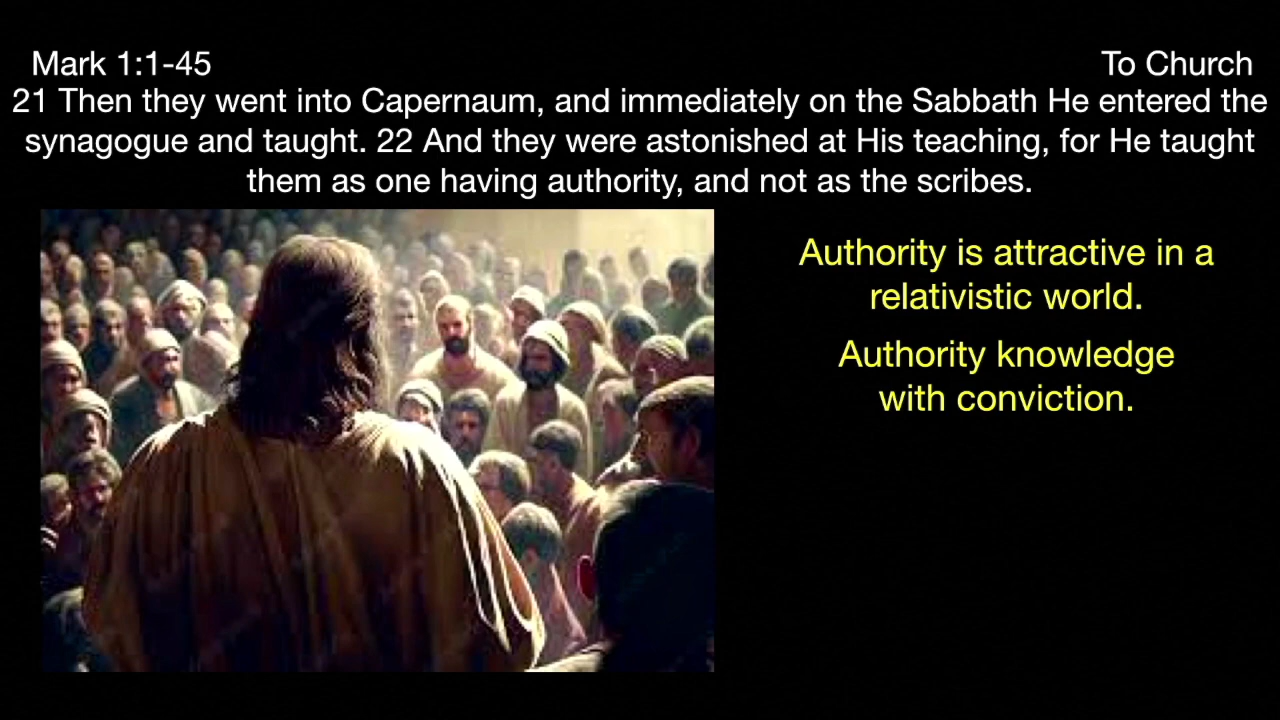 Mark 1:1-45
To Church
21 Then they went into Capernaum, and immediately on the Sabbath He entered the
synagogue and taught. 22 And they were astonished at His teaching, for He taught
them as one having authority, and not as the scribes.
Authority is attractive in a
relativistic world.
Authority knowledge
with conviction.